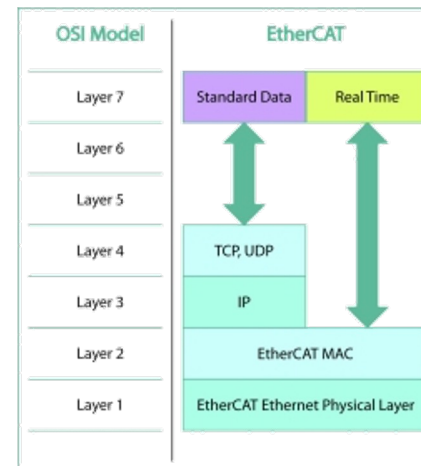 OSI Model EtherCAT
Layer 7 Standard Data Real Time
Layer 6
Layer 5
Layer 4 TCP, UDP
Layer 3 IP
Layer 2 EtherCAT MAC
Layer 1 EtherCAT Ethernet Physical Layer